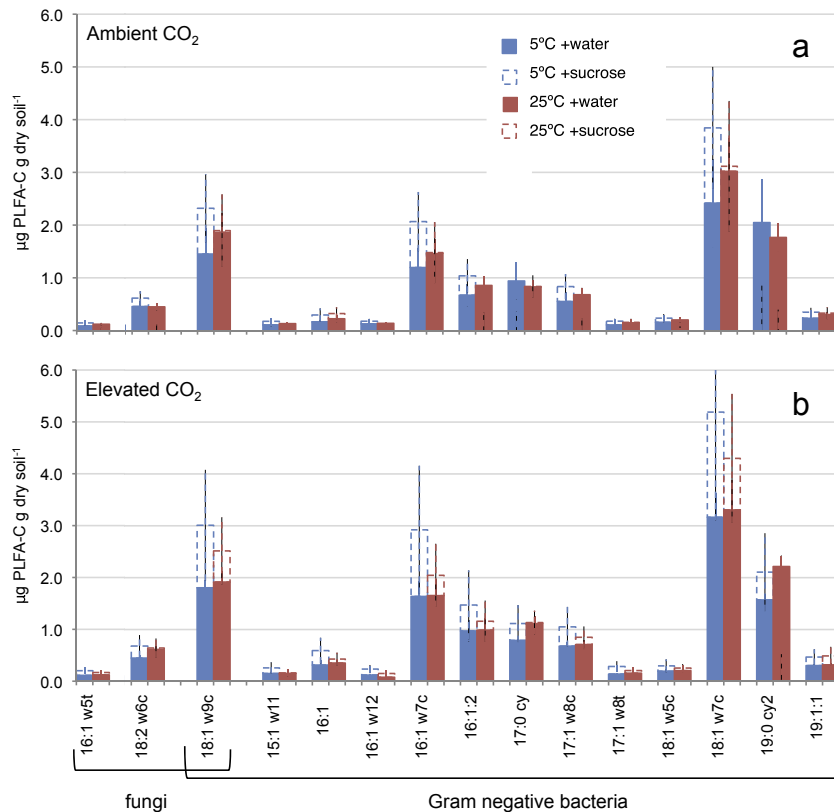 6.0
Ambient CO2
a
5ºC +water
5ºC +sucrose
25ºC +water
25ºC +sucrose
5.0
4.0
3.0
2.0
1.0
0.0
µg PLFA-C g dry soil-1
6.0
Elevated CO2
b
5.0
4.0
3.0
2.0
1.0
0.0
µg PLFA-C g dry soil-1
16:1 w5t
18:2 w6c
18:1 w9c
15:1 w11
16:1
16:1 w12
16:1 w7c
16:1:2
17:0 cy
17:1 w8c
17:1 w8t
18:1 w5c
18:1 w7c
19:0 cy2
19:1:1
fungi
Gram negative bacteria